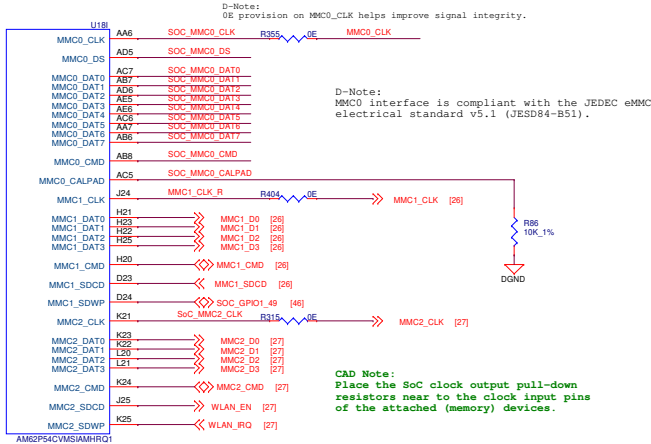 D-Note:
0E provision on MMC0_CLK helps improve signal integrity.
U18I
MMC0_CLK AA6 SOC_MMC0_CLK R355 0E MMC0_CLK
MMC0_DS AD5 SOC_MMC0_DS
MMC0_DAT0 AC7 SOC_MMC0_DAT0
MMC0_DAT1 AB7 SOC_MMC0_DAT1
MMC0_DAT2 AD6 SOC_MMC0_DAT2
MMC0_DAT3 AE5 SOC_MMC0_DAT3
MMC0_DAT4 AE6 SOC_MMC0_DAT4
MMC0_DAT5 AC6 SOC_MMC0_DAT5
MMC0_DAT6 AA7 SOC_MMC0_DAT6
MMC0_DAT7 AB6 SOC_MMC0_DAT7
D-Note:
MMC0 interface is compliant with the JEDEC eMMC
electrical standard v5.1 (JESD84-B51).
MMC0_CMD AB8 SOC_MMC0_CMD
MMC0_CALPAD AC5 SOC_MMC0_CALPAD
MMC1_CLK J24 MMC1_CLK_R R404 0E MMC1_CLK [26]
MMC1_DAT0 H21 MMC1_D0 [26]
MMC1_DAT1 H23 MMC1_D1 [26]
MMC1_DAT2 H22 MMC1_D2 [26]
MMC1_DAT3 H25 MMC1_D3 [26]
R86
10K_1%
DGND
MMC1_CMD H20 MMC1_CMD [26]
MMC1_SDCD D23 MMC1_SDCD [26]
MMC1_SDWP D24 SOC_GPIO1_49 [46]
MMC2_CLK K21 SoC_MMC2_CLK R315 0E MMC2_CLK [27]
MMC2_DAT0 K23 MMC2_D0 [27]
MMC2_DAT1 K22 MMC2_D1 [27]
MMC2_DAT2 L20 MMC2_D2 [27]
MMC2_DAT3 L21 MMC2_D3 [27]
MMC2_CMD K24 MMC2_CMD [27]
MMC2_SDCD J25 WLAN_EN [27]
MMC2_SDWP K25 WLAN_IRQ [27]
CAD Note:
Place the SoC clock output pull-down
resistors near to the clock input pins
of the attached (memory) devices.
AM62P54CVMSIAMHRQ1